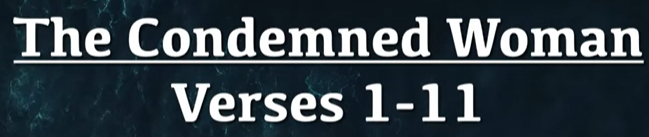 The Condemned Woman
Verses 1-11